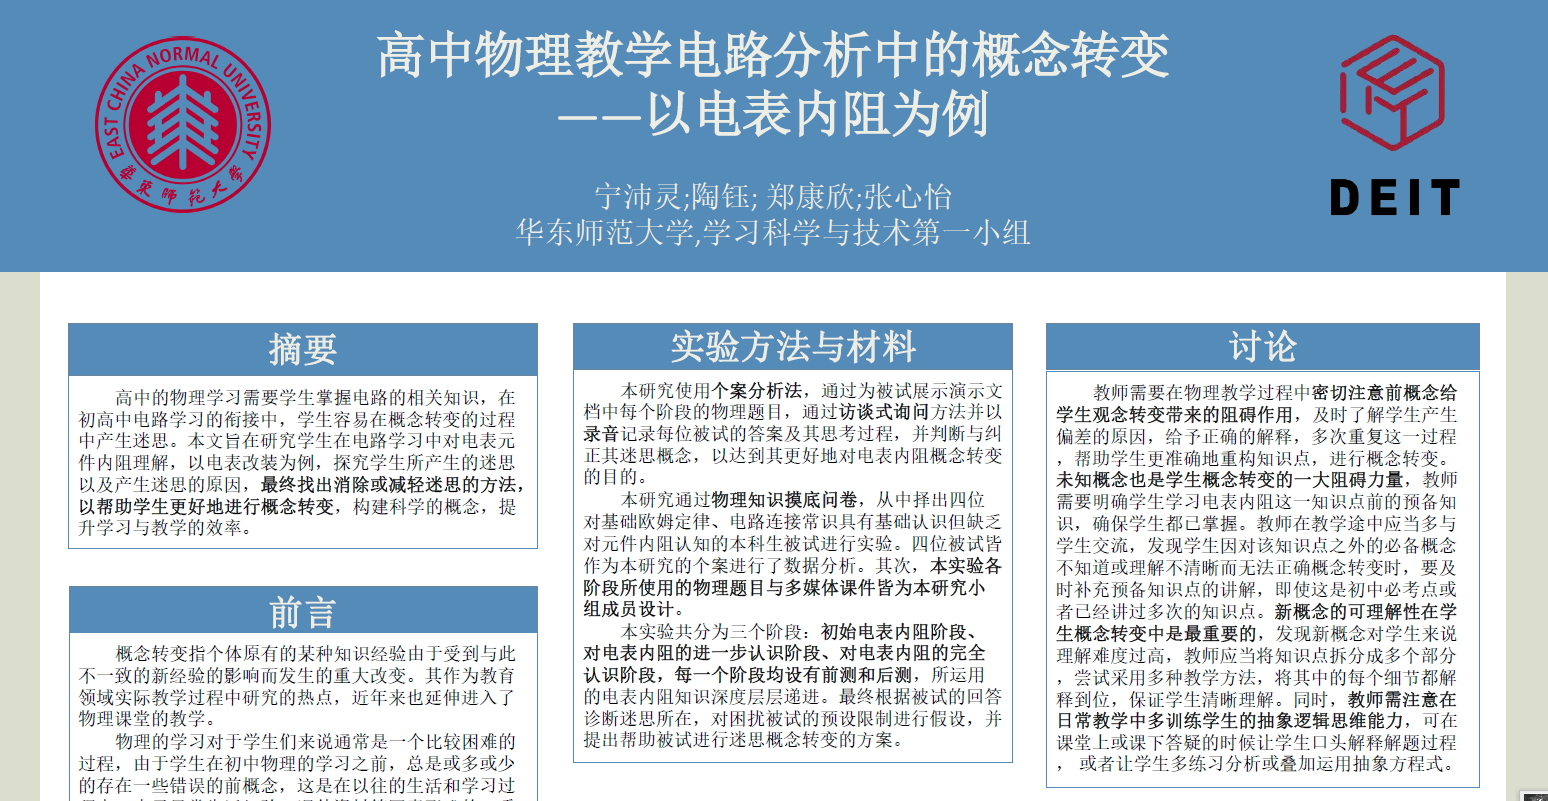 EAST CHINA NORMAL UNIVERSITY
華東师范大学
高中物理教学电路分析中的概念转变
——以电表内阻为例
宁沛灵;陶钰; 郑康欣;张心怡
华东师范大学,学习科学与技术第一小组
DEIT
摘要
高中的物理学习需要学生掌握电路的相关知识，在
初高中电路学习的衔接中，学生容易在概念转变的过程
中产生迷思。本文旨在研究学生在电路学习中对电表元
件内阻理解，以电表改装为例，探究学生所产生的迷思
以及产生迷思的原因，最终找出消除或减轻迷思的方法，
以帮助学生更好地进行概念转变，构建科学的概念，提
升学习与教学的效率。
前言
概念转变指个体原有的某种知识经验由于受到与此
不一致的新经验的影响而发生的重大改变。其作为教育
领域实际教学过程中研究的热点，近年来也延伸进入了
物理课堂的教学。
物理的学习对于学生们来说通常是一个比较困难的
过程，由于学生在初中物理的学习之前，总是或多或少
的存在一些错误的前概念，这是在以往的生活和学习过
实验方法与材料
本研究使用个案分析法，通过为被试展示演示文
档中每个阶段的物理题目，通过访谈式询问方法并以
录音记录每位被试的答案及其思考过程，并判断与纠
正其迷思概念，以达到其更好地对电表内阻概念转变
的目的。
本研究通过物理知识摸底问卷，从中择出四位
对基础欧姆定律、电路连接常识具有基础认识但缺乏
对元件内阻认知的本科生被试进行实验。四位被试皆
作为本研究的个案进行了数据分析。其次，本实验各
阶段所使用的物理题目与多媒体课件皆为本研究小
组成员设计。
本实验共分为三个阶段：初始电表内阻阶段、
对电表内阻的进一步认识阶段、对电表内阻的完全
认识阶段，每一个阶段均设有前测和后测，所运用
的电表内阻知识深度层层递进。最终根据被试的回答
诊断迷思所在，对困扰被试的预设限制进行假设，并
提出帮助被试进行迷思概念转变的方案。
讨论
教师需要在物理教学过程中密切注意前概念给
学生观念转变带来的阻碍作用，及时了解学生产生
偏差的原因，给予正确的解释，多次重复这一过程
，帮助学生更准确地重构知识点，进行概念转变。
未知概念也是学生概念转变的一大阻碍力量，教师
需要明确学生学习电表内阻这一知识点前的预备知
识，确保学生都已掌握。教师在教学途中应当多与
学生交流，发现学生因对该知识点之外的必备概念
不知道或理解不清晰而无法正确概念转变时，要及
时补充预备知识点的讲解，即使这是初中必考点或
者已经讲过多次的知识点。新概念的可理解性在学
生概念转变中是最重要的，发现新概念对学生来说
理解难度过高，教师应当将知识点拆分成多个部分
，尝试采用多种教学方法，将其中的每个细节都解
释到位，保证学生清晰理解。同时，教师需注意在
日常教学中多训练学生的抽象逻辑思维能力，可在
课堂上或课下答疑的时候让学生口头解释解题过程
， 或者让学生多练习分析或叠加运用抽象方程式。